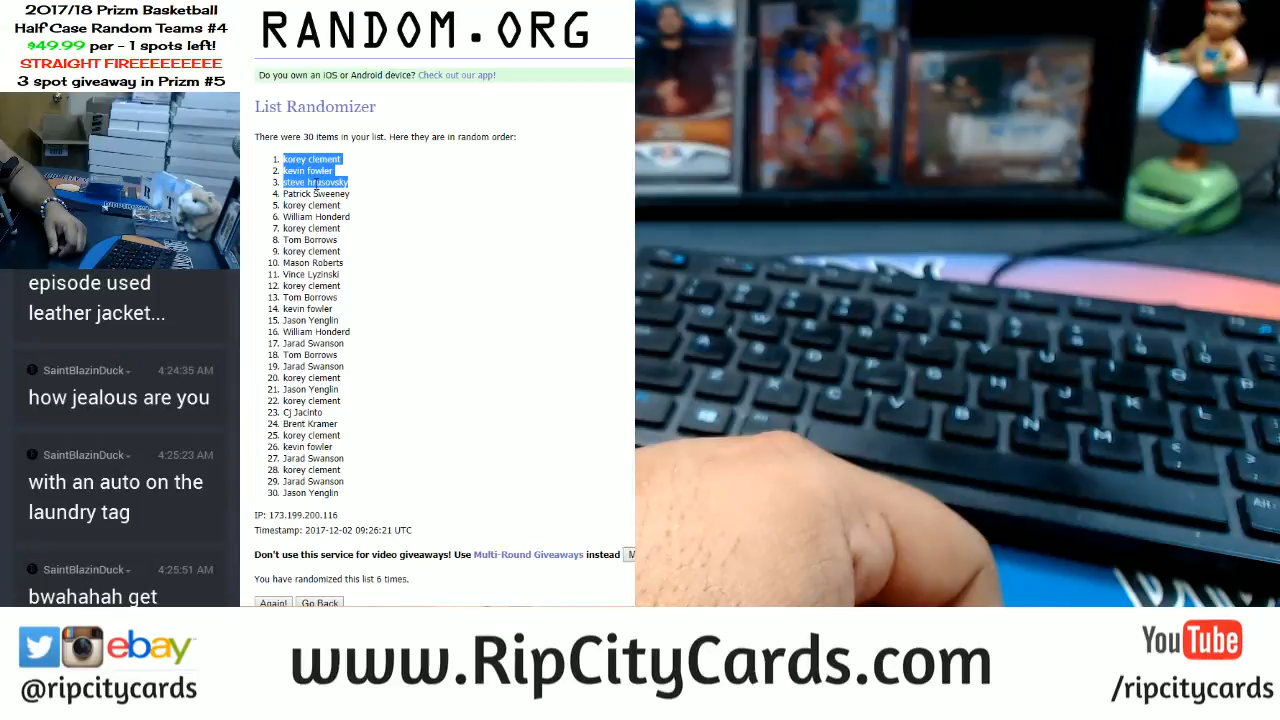 2017/18 Prizm Basketball
Half Case Random Teams #4
$49.99 per - 1 spots left!
STRAIGHT FIREEEEEEEEE
3 spot giveaway in Prizm #5
RANDOM.ORG
Do you own an iOS or Android device? Check out our app!
List Randomizer
There were 30 items in your list. Here they are in random order:
1. korey clement
2. kevin fowler
3. steve hrusovsky
4. Patrick Sweeney
5. korey clement
6. William Honderd
7. korey clement
8. Tom Borrows
9. korey clement
10. Mason Roberts
11. Vince Lyzinski
12. korey clement
13. Tom Borrows
14. kevin fowler
15. Jason Yenglin
16. William Honderd
17. Jarad Swanson
18. Tom Borrows
19. Jarad Swanson
20. korey clement
21. Jason Yenglin
22. korey clement
23. Cj Jacinto
24. Brent Kramer
25. korey clement
26. kevin fowler
27. Jarad Swanson
28. korey clement
29. Jarad Swanson
30. Jason Yenglin
IP: 173.199.200.116
Timestamp: 2017-12-02 09:26:21 UTC
Don't use this service for video giveaways! Use Multi-Round Giveaways instead
You have randomized this list 6 times.
Again! Go Back
episode used
leather jacket...
SaintBlazinDuck 4:24:35 AM
how jealous are you
SaintBlazinDuck 4:25:23 AM
with an auto on the
laundry tag
SaintBlazinDuck 4:25:51 AM
bwahahah get
ebay
@ripcitycards
www.RipCityCards.com
YouTube
/ripcitycards